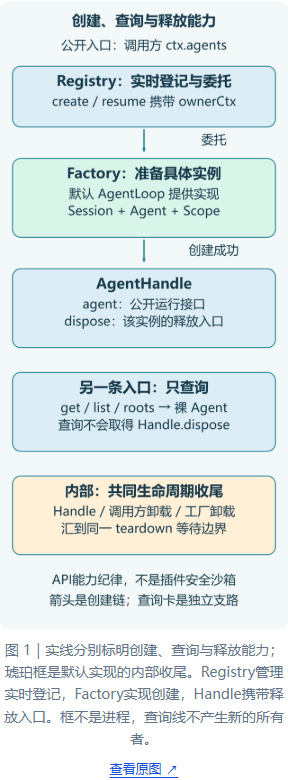 创建、查询与释放能力
公开入口：调用方 ctx.agents
Registry：实时登记与委托
create / resume 携带 ownerCtx
委托
Factory：准备具体实例
默认 AgentLoop 提供实现
Session + Agent + Scope
创建成功
AgentHandle
agent：公开运行接口
dispose：该实例的释放入口
另一条入口：只查询
get / list / roots → 裸 Agent
查询不会取得 Handle.dispose
内部：共同生命周期收尾
Handle / 调用方卸载 / 工厂卸载
汇到同一 teardown 等待边界
API能力纪律，不是插件安全沙箱
箭头是创建链；查询卡是独立支路
图 1｜实线分别标明创建、查询与释放能力；
琥珀框是默认实现的内部收尾。Registry管理
实时登记，Factory实现创建，Handle携带释
放入口。框不是进程，查询线不产生新的所有
者。
查看原图 ↗